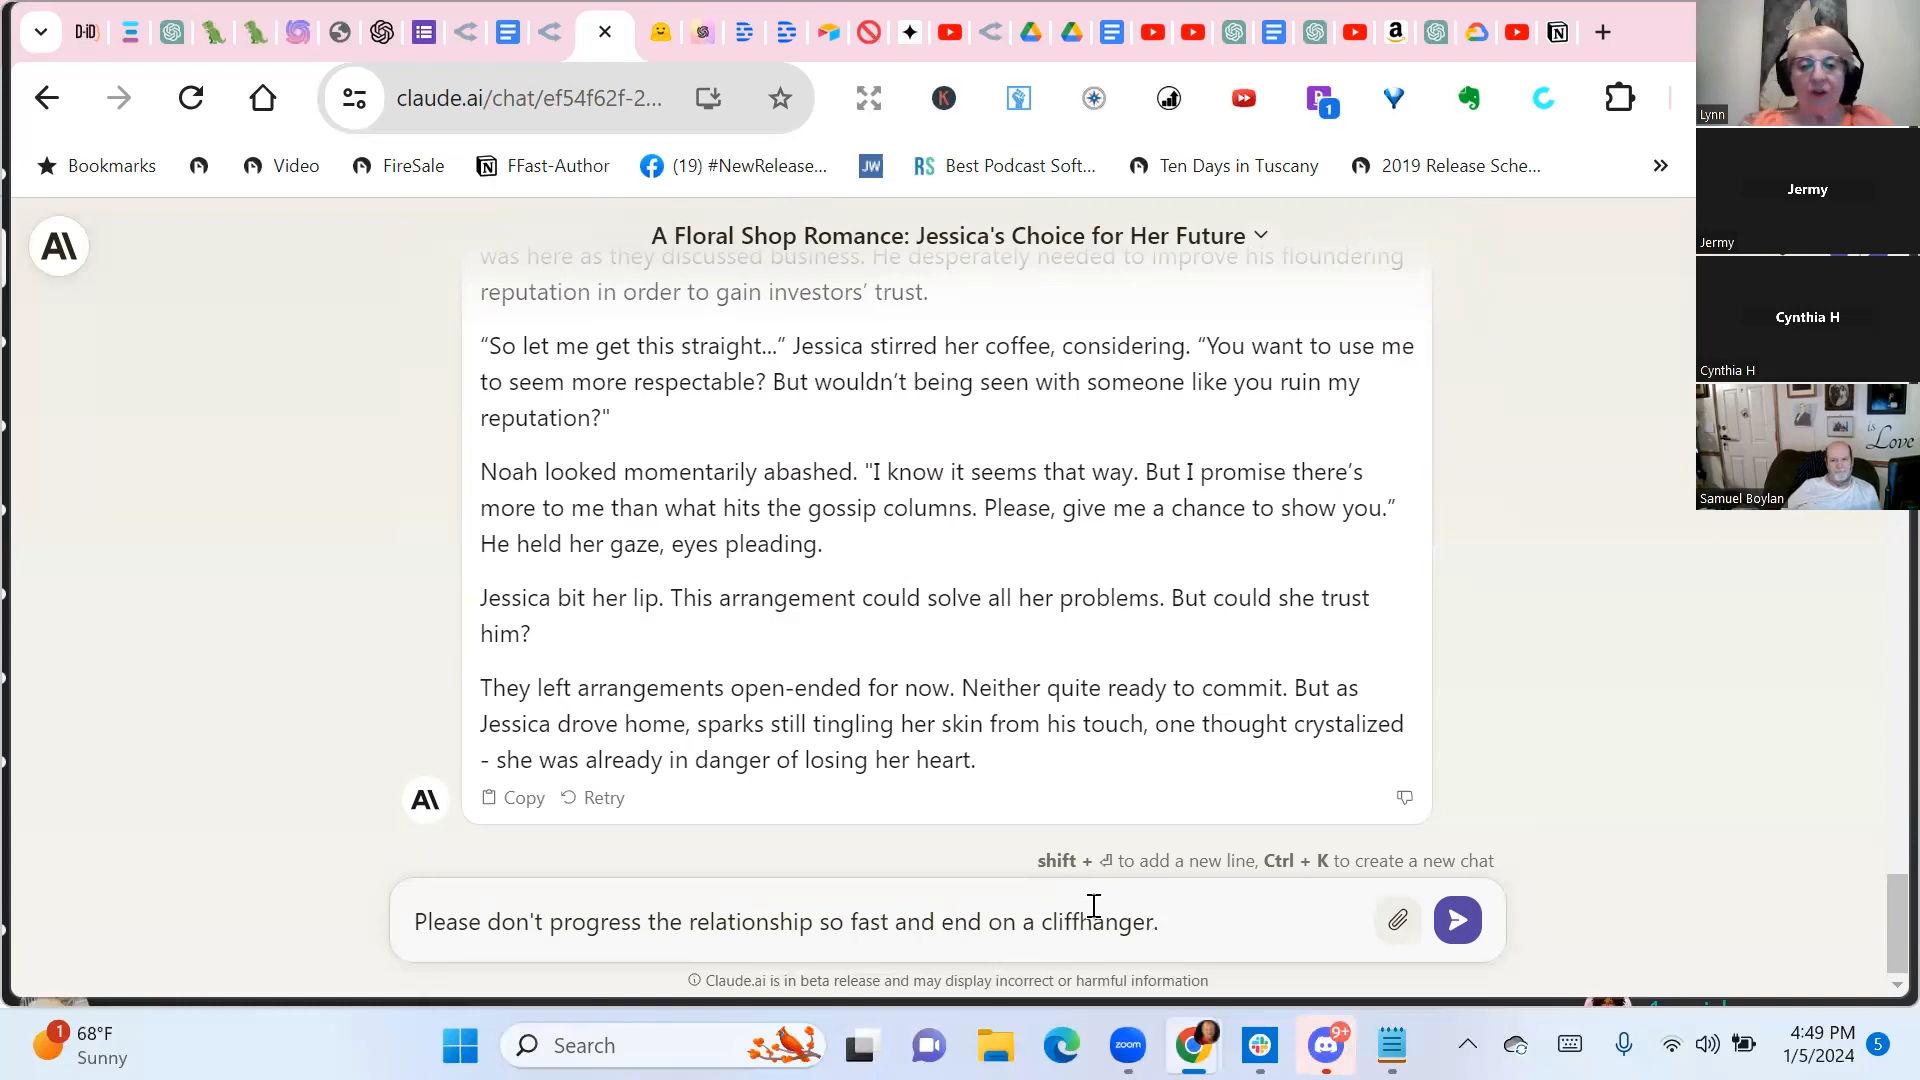 D-iD
claude.ai/chat/ef54f62f-2...
K
1
Bookmarks
Video
FireSale
FFast-Author
(19) #NewRelease...
JW
RS Best Podcast Soft...
Ten Days in Tuscany
2019 Release Sche...
A\
A Floral Shop Romance: Jessica's Choice for Her Future
was here as they discussed business. He desperately needed to improve his floundering
reputation in order to gain investors’ trust.
“So let me get this straight...” Jessica stirred her coffee, considering. “You want to use me
to seem more respectable? But wouldn’t being seen with someone like you ruin my
reputation?"
Noah looked momentarily abashed. "I know it seems that way. But I promise there’s
more to me than what hits the gossip columns. Please, give me a chance to show you.”
He held her gaze, eyes pleading.
Jessica bit her lip. This arrangement could solve all her problems. But could she trust
him?
They left arrangements open-ended for now. Neither quite ready to commit. But as
Jessica drove home, sparks still tingling her skin from his touch, one thought crystalized
- she was already in danger of losing her heart.
A\
Copy Retry
shift + ⏎ to add a new line, Ctrl + K to create a new chat
Please don't progress the relationship so fast and end on a cliffhanger.
Claude.ai is in beta release and may display incorrect or harmful information
Lynn
Jermy
Jermy
Cynthia H
Cynthia H
is
Love
Samuel Boylan
1
68°F
Sunny
Search
zoom
9+
4:49 PM
1/5/2024
5